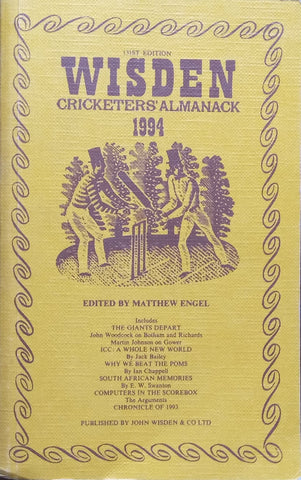 131ST EDITION
WISDEN
CRICKETERS' ALMANACK
1994
EDITED BY MATTHEW ENGEL
Includes
THE GIANTS DEPART
John Woodcock on Botham and Richards
Martin Johnson on Gower
ICC: A WHOLE NEW WORLD
By Jack Bailey
WHY WE BEAT THE POMS
By Ian Chappell
SOUTH AFRICAN MEMORIES
By E. W. Swanton
COMPUTERS IN THE SCOREBOX
The Arguments
CHRONICLE OF 1993
PUBLISHED BY JOHN WISDEN & CO LTD